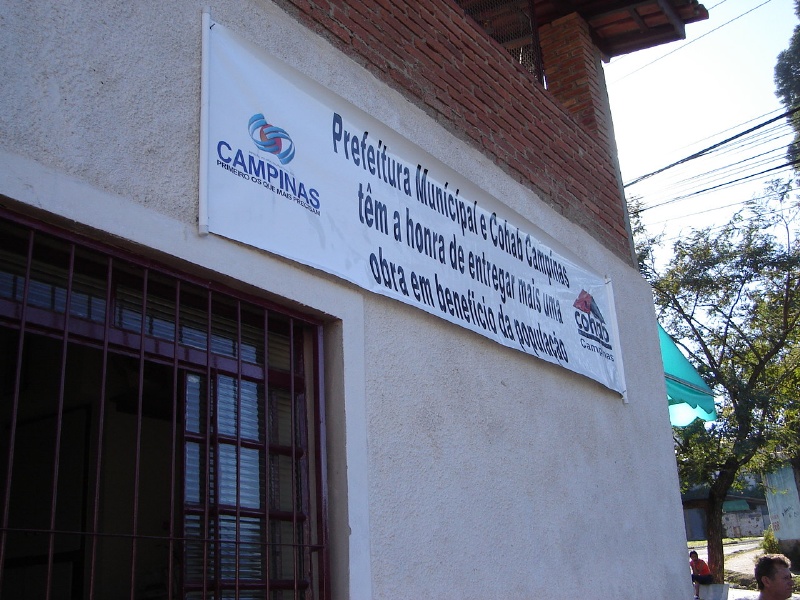 CAMPINAS
PRIMEIRO OS QUE MAIS PRECISAM
Prefeitura Municipal e Cohab Campinas
têm a honra de entregar mais uma
obra em benefício da população
cohab
Campinas